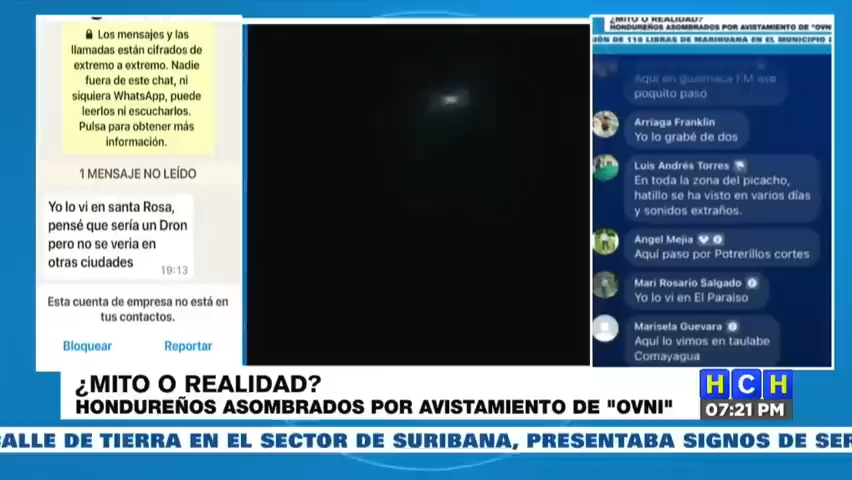 Los mensajes y las
llamadas están cifrados de
extremo a extremo. Nadie
fuera de este chat, ni
siquiera WhatsApp, puede
leerlos ni escucharlos.
Pulsa para obtener más
información.
1 MENSAJE NO LEÍDO
Yo lo vi en santa Rosa,
pensé que sería un Dron
pero no se veria en
otras ciudades
19:13
Esta cuenta de empresa no está en
tus contactos.
Bloquear
Reportar
¿MITO O REALIDAD?
HONDUREÑOS ASOMBRADOS POR AVISTAMIENTO DE "OVNI"
IÓN DE 116 LIBRAS DE MARIHUANA EN EL MUNICIPIO D
Aquí en guaimaca FM ave
poquito pasó
Arriaga Franklin
Yo lo grabé de dos
Luis Andrés Torres
En toda la zona del picacho,
hatillo se ha visto en varios días
y sonidos extraños.
Angel Mejia
Aquí paso por Potrerillos cortes
Mari Rosario Salgado
Yo lo vi en El Paraiso
Marisela Guevara
Aquí lo vimos en taulabe
Comayagua
¿MITO O REALIDAD?
HONDUREÑOS ASOMBRADOS POR AVISTAMIENTO DE "OVNI"
HCH
07:21 PM
CALLE DE TIERRA EN EL SECTOR DE SURIBANA, PRESENTABA SIGNOS DE SER